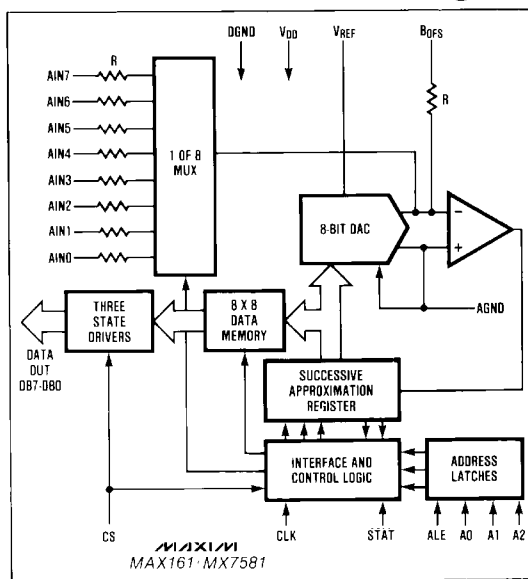 DGND VDD VREF BOFS
R
AIN7
AIN6
AIN5
AIN4
AIN3
AIN2
AIN1
AIN0
1 OF 8
MUX
R
8-BIT DAC
−
+
AGND
THREE
STATE
DRIVERS
8 X 8
DATA
MEMORY
DATA
OUT
DB7-DB0
SUCCESSIVE
APPROXIMATION
REGISTER
INTERFACE AND
CONTROL LOGIC
ADDRESS
LATCHES
CS CLK STAT ALE A0 A1 A2
MAXIM
MAX161·MX7581